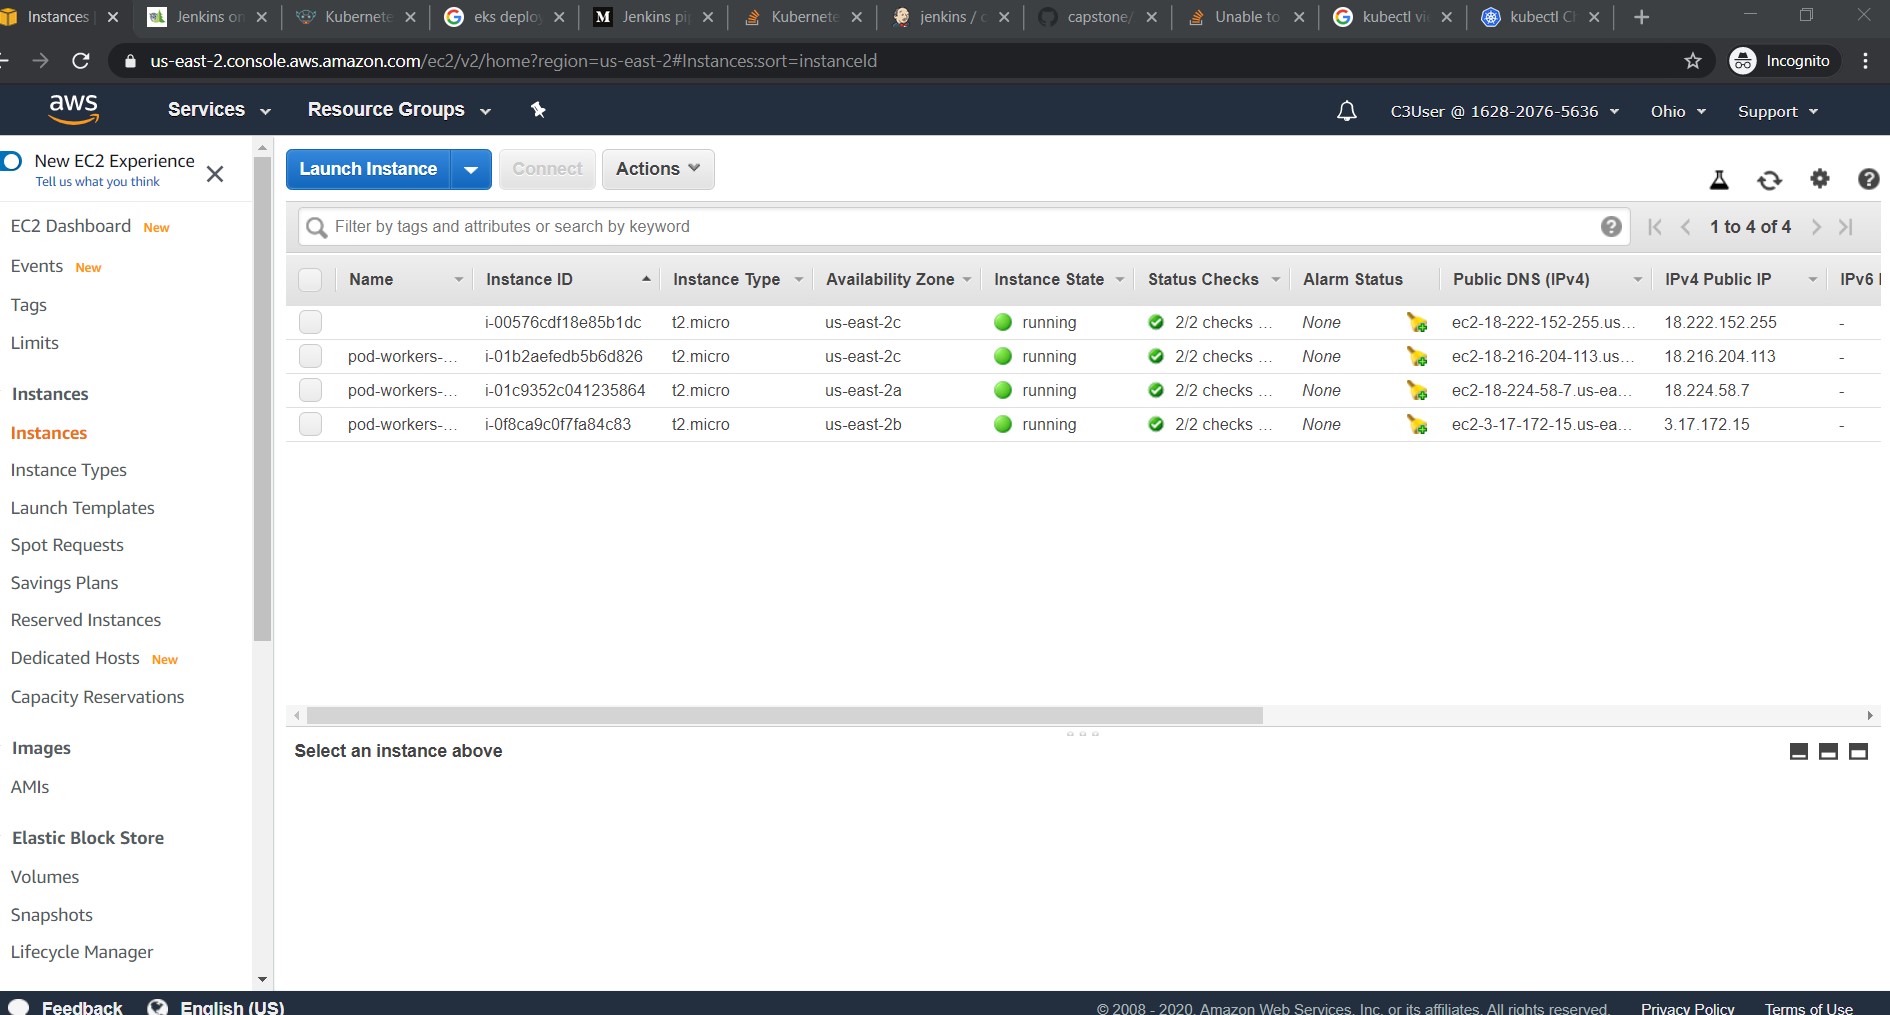 Instances
Jenkins on
Kubernete
eks deploy
Jenkins pi
Kubernete
jenkins / c
capstone/
Unable to
kubectl vi
kubectl Ch
us-east-2.console.aws.amazon.com/ec2/v2/home?region=us-east-2#Instances:sort=instanceId
Incognito
aws
Services
Resource Groups
C3User @ 1628-2076-5636
Ohio
Support
New EC2 Experience
Tell us what you think
EC2 Dashboard New
Events New
Tags
Limits
Instances
Instances
Instance Types
Launch Templates
Spot Requests
Savings Plans
Reserved Instances
Dedicated Hosts New
Capacity Reservations
Images
AMIs
Elastic Block Store
Volumes
Snapshots
Lifecycle Manager
Launch Instance
Connect
Actions
Filter by tags and attributes or search by keyword
1 to 4 of 4
Name Instance ID Instance Type Availability Zone Instance State Status Checks Alarm Status Public DNS (IPv4) IPv4 Public IP IPv6 I
i-00576cdf18e85b1dc t2.micro us-east-2c running 2/2 checks ... None ec2-18-222-152-255.us... 18.222.152.255 -
pod-workers-... i-01b2aefedb5b6d826 t2.micro us-east-2c running 2/2 checks ... None ec2-18-216-204-113.us... 18.216.204.113 -
pod-workers-... i-01c9352c041235864 t2.micro us-east-2a running 2/2 checks ... None ec2-18-224-58-7.us-ea... 18.224.58.7 -
pod-workers-... i-0f8ca9c0f7fa84c83 t2.micro us-east-2b running 2/2 checks ... None ec2-3-17-172-15.us-ea... 3.17.172.15 -
Select an instance above
Feedback
English (US)
© 2008 - 2020, Amazon Web Services, Inc. or its affiliates. All rights reserved.
Privacy Policy
Terms of Use